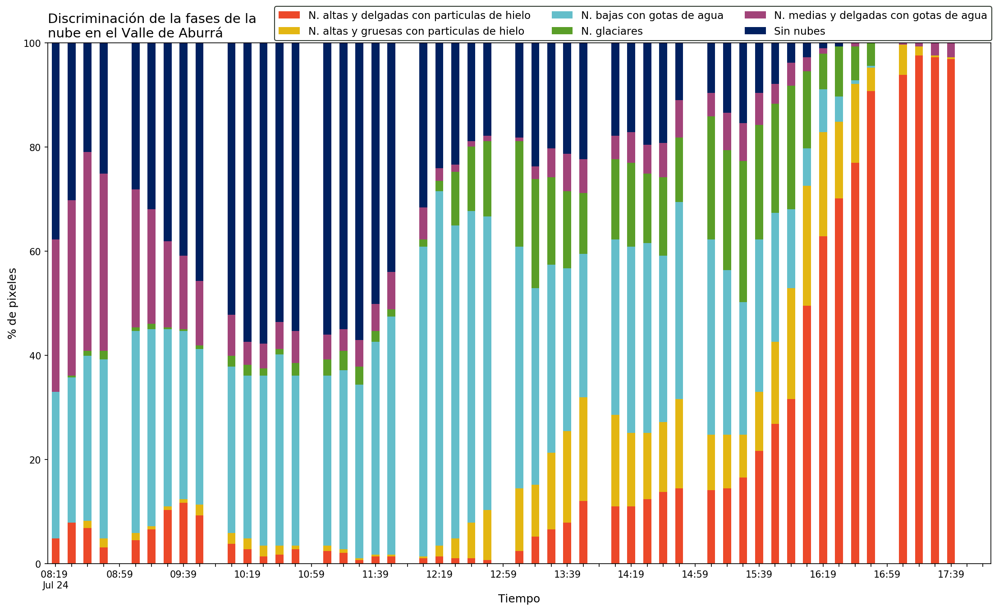 Discriminación de la fases de la
nube en el Valle de Aburrá
N. altas y delgadas con particulas de hielo
N. altas y gruesas con particulas de hielo
N. bajas con gotas de agua
N. glaciares
N. medias y delgadas con gotas de agua
Sin nubes
% de pixeles
100
80
60
40
20
0
08:19 08:59 09:39 10:19 10:59 11:39 12:19 12:59 13:39 14:19 14:59 15:39 16:19 16:59 17:39
Jul 24
Tiempo